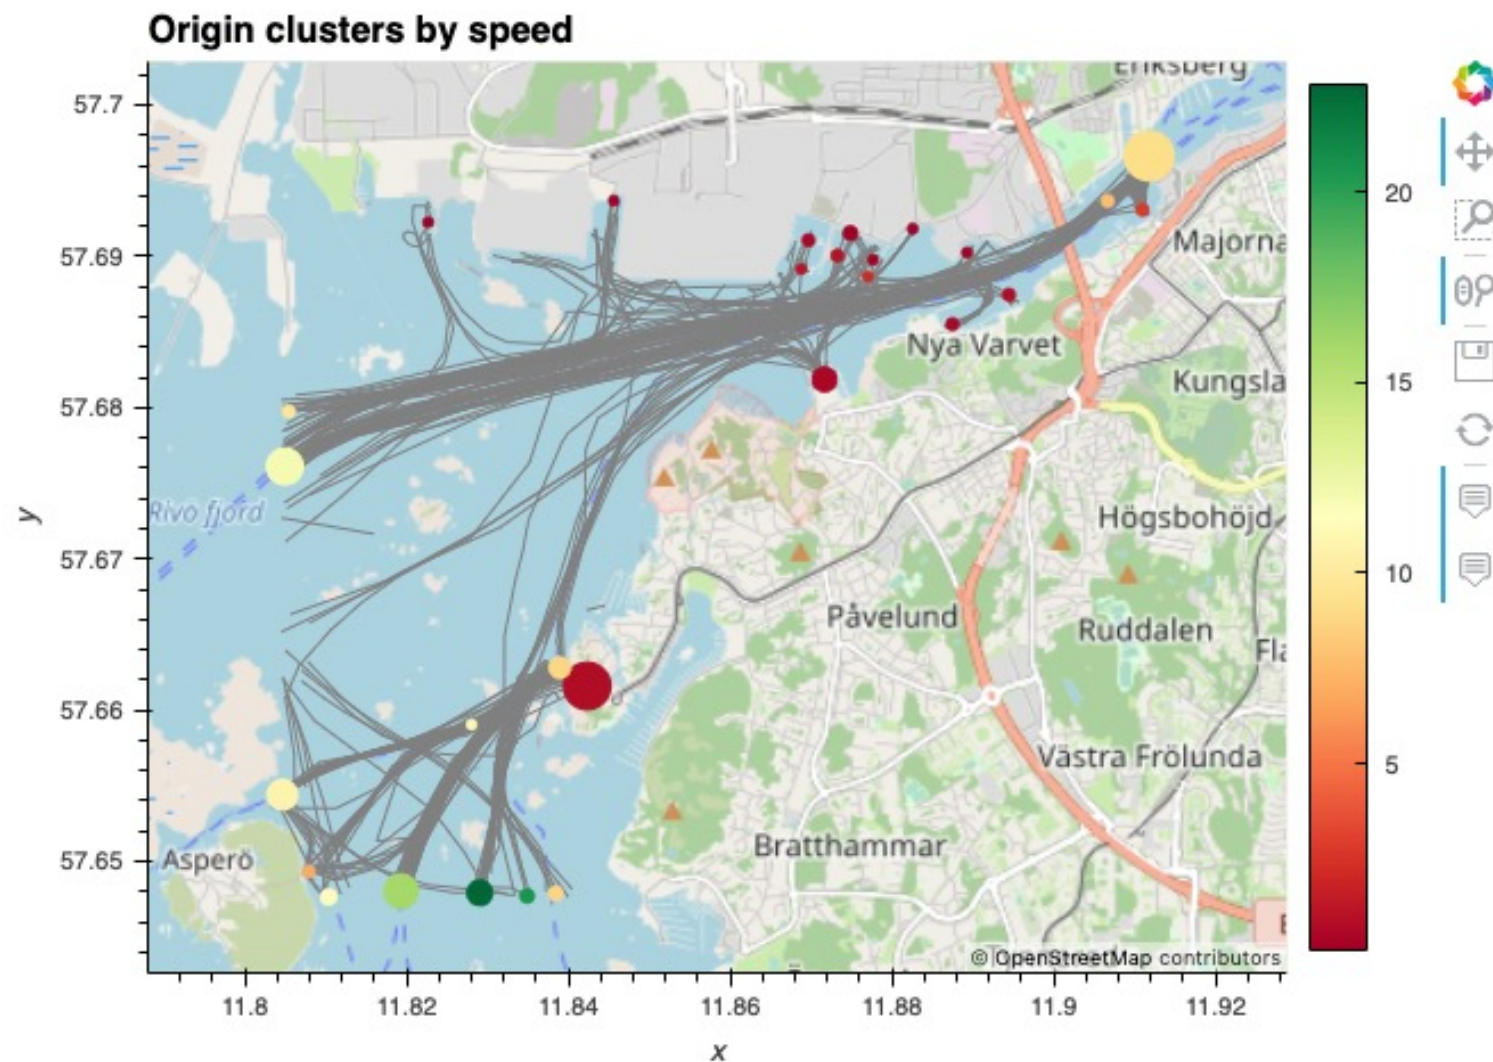 Origin clusters by speed
Eriksberg
57.7
20
Majorna
57.69
Nya Varvet
Kungsla
15
57.68
Rivö fjord
Högsbohöjd
y
57.67
10
Påvelund
Ruddalen
Fla
57.66
Västra Frölunda
5
Asperö
57.65
Bratthammar
E
© OpenStreetMap contributors
11.8
11.82
11.84
11.86
11.88
11.9
11.92
x